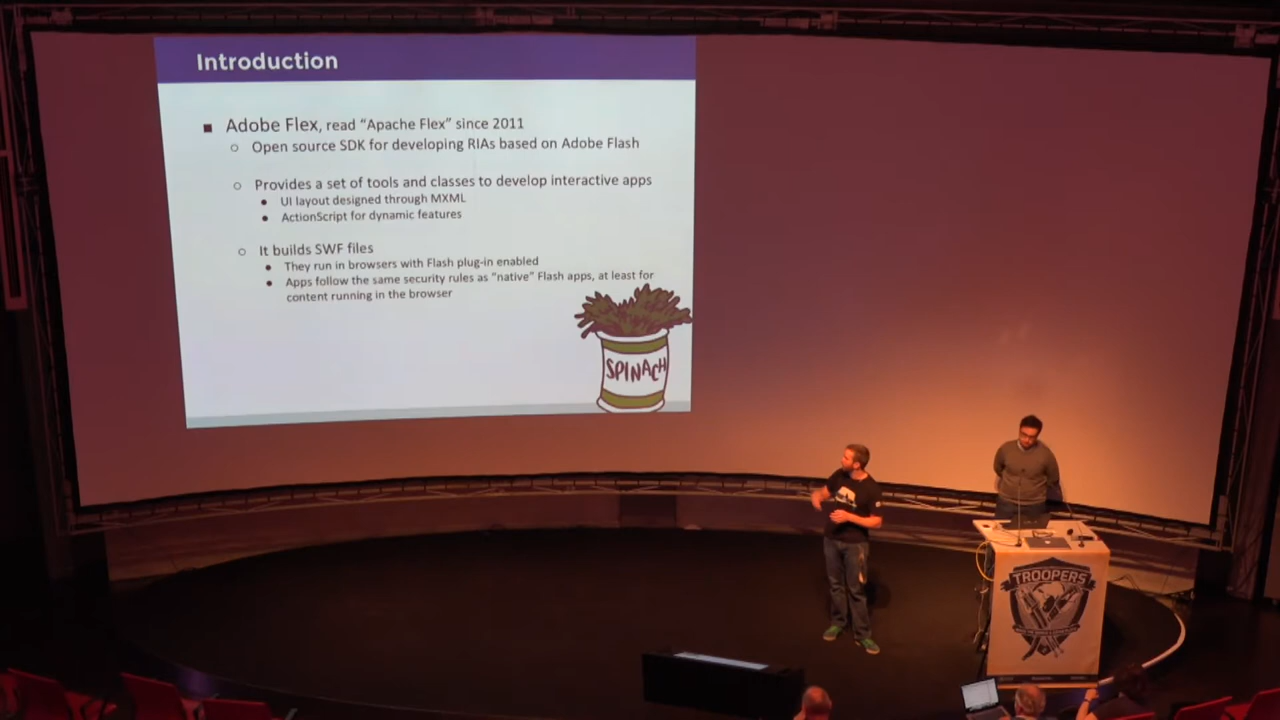 Introduction
■ Adobe Flex, read “Apache Flex” since 2011
○ Open source SDK for developing RIAs based on Adobe Flash
○ Provides a set of tools and classes to develop interactive apps
● UI layout designed through MXML
● ActionScript for dynamic features
○ It builds SWF files
● They run in browsers with Flash plug-in enabled
● Apps follow the same security rules as “native” Flash apps, at least for
content running in the browser
SPINACH
TROOPERS